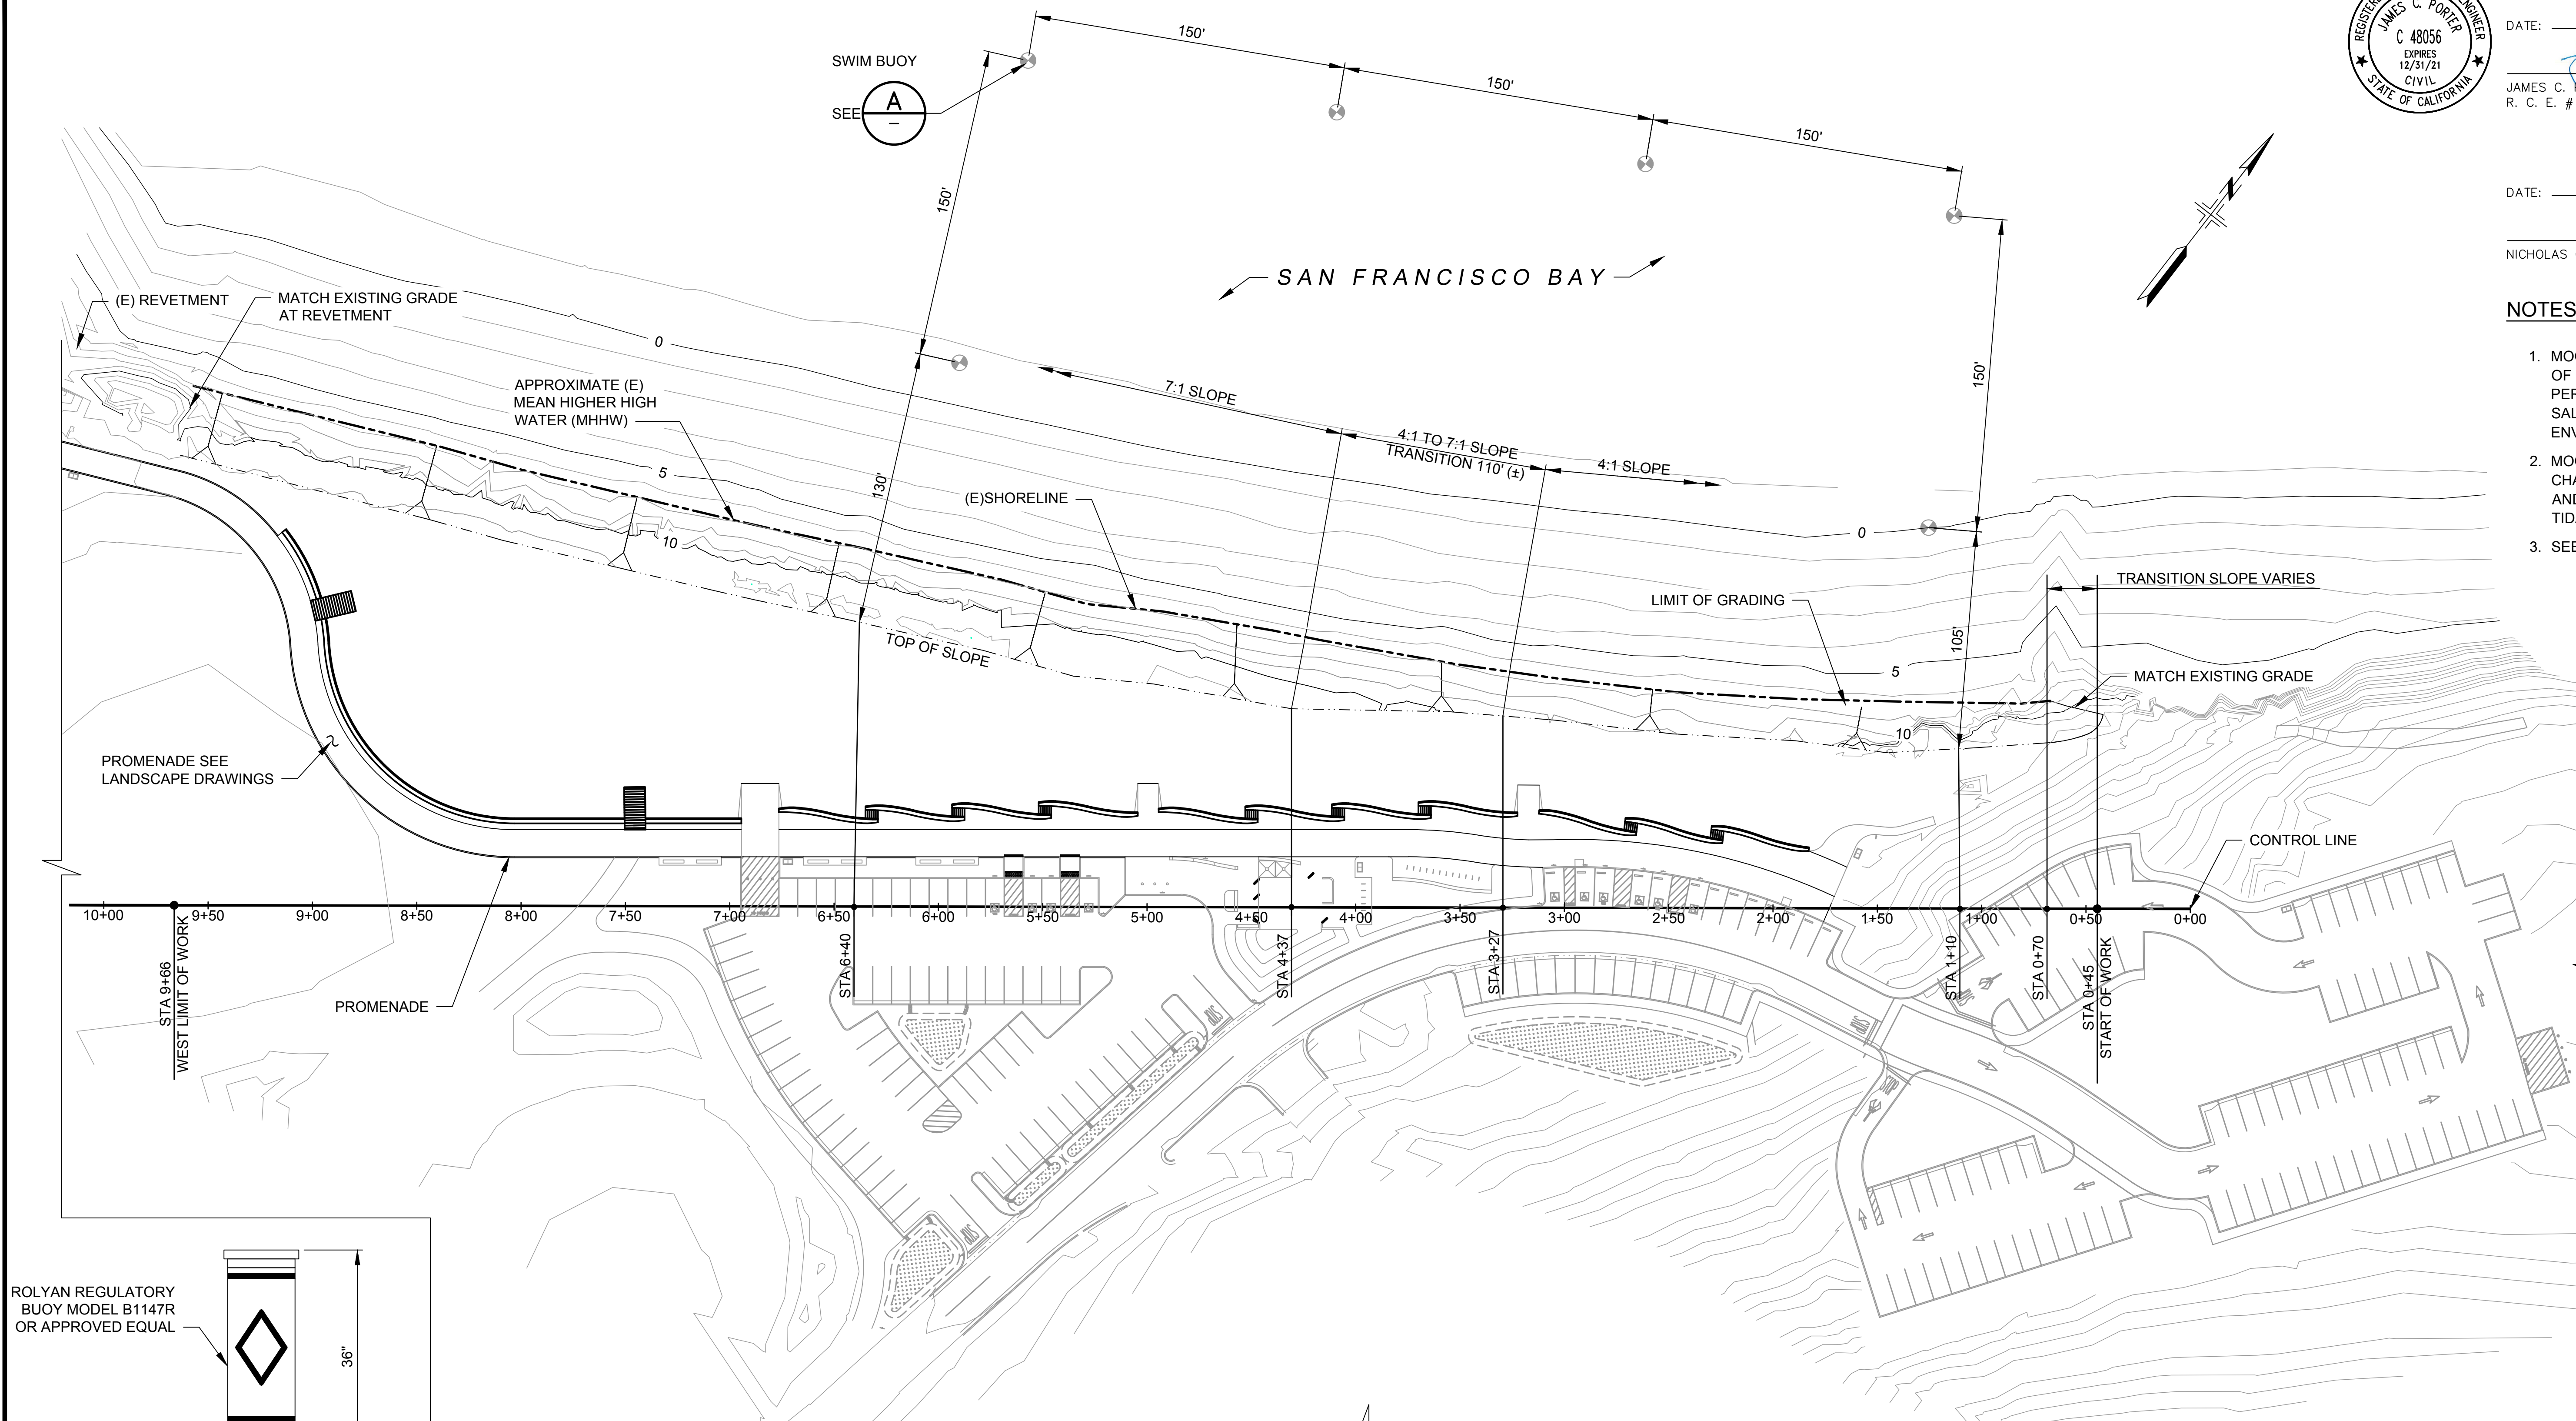 150'
150'
150'
SWIM BUOY
SEE
A
–
150'
SAN FRANCISCO BAY
150'
REGISTERED
ENGINEER
JAMES C. PORTER
C 48056
EXPIRES
12/31/21
CIVIL
STATE OF CALIFORNIA
DATE:
JAMES C.
R. C. E. #
N
DATE:
NICHOLAS
NOTES
1.
OF
2.
AND
3. SEE
(E) REVETMENT
MATCH EXISTING GRADE
AT REVETMENT
0
APPROXIMATE (E)
MEAN HIGHER HIGH
WATER (MHHW)
5
10
130'
7:1 SLOPE
4:1 TO 7:1 SLOPE
TRANSITION 110' (±)
4:1 SLOPE
(E)SHORELINE
0
LIMIT OF GRADING
TRANSITION SLOPE VARIES
105'
5
MATCH EXISTING GRADE
10
TOP OF SLOPE
PROMENADE SEE
LANDSCAPE DRAWINGS
CONTROL LINE
10+00
9+50
9+00
8+50
8+00
7+50
7+00
6+50
6+00
5+50
5+00
4+50
4+00
3+50
3+00
2+50
2+00
1+50
1+00
0+50
0+00
STA 9+66
WEST LIMIT OF WORK
STA 6+40
STA 4+37
STA 3+27
STA 1+10
STA 0+70
STA 0+45
START OF WORK
PROMENADE
STOP
STOP
STOP
STOP
STOP
ROLYAN REGULATORY
BUOY MODEL B1147R
OR APPROVED EQUAL
36"